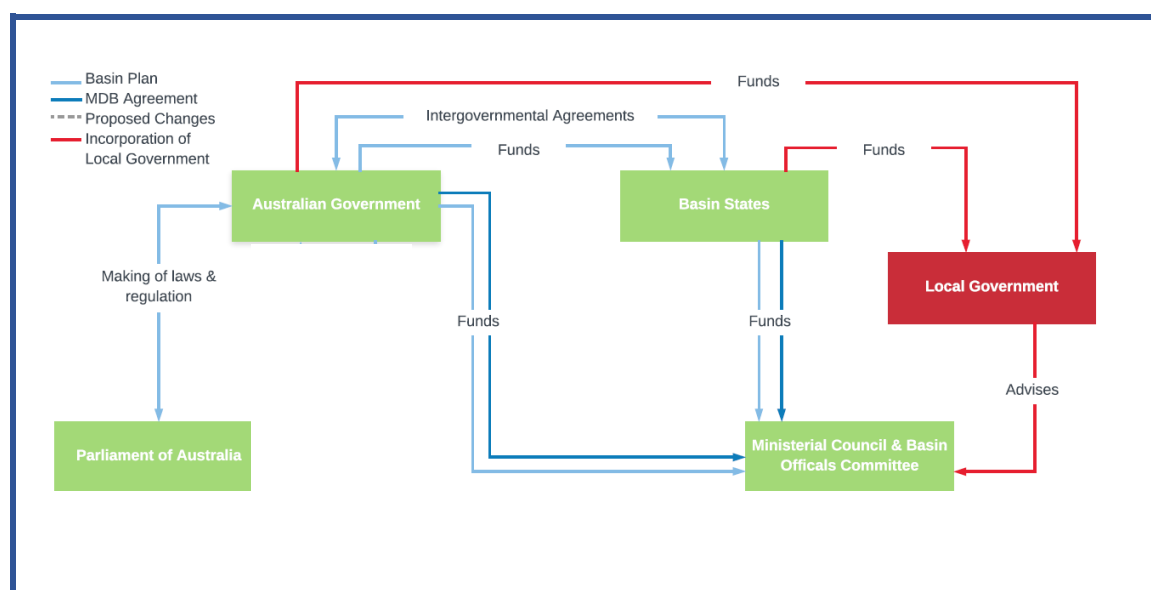 Basin Plan
MDB Agreement
Proposed Changes
Incorporation of
Local Government
Funds
Intergovernmental Agreements
Funds
Funds
Australian Government
Basin States
Making of laws &
regulation
Local Government
Funds
Funds
Advises
Parliament of Australia
Ministerial Council & Basin
Officals Committee